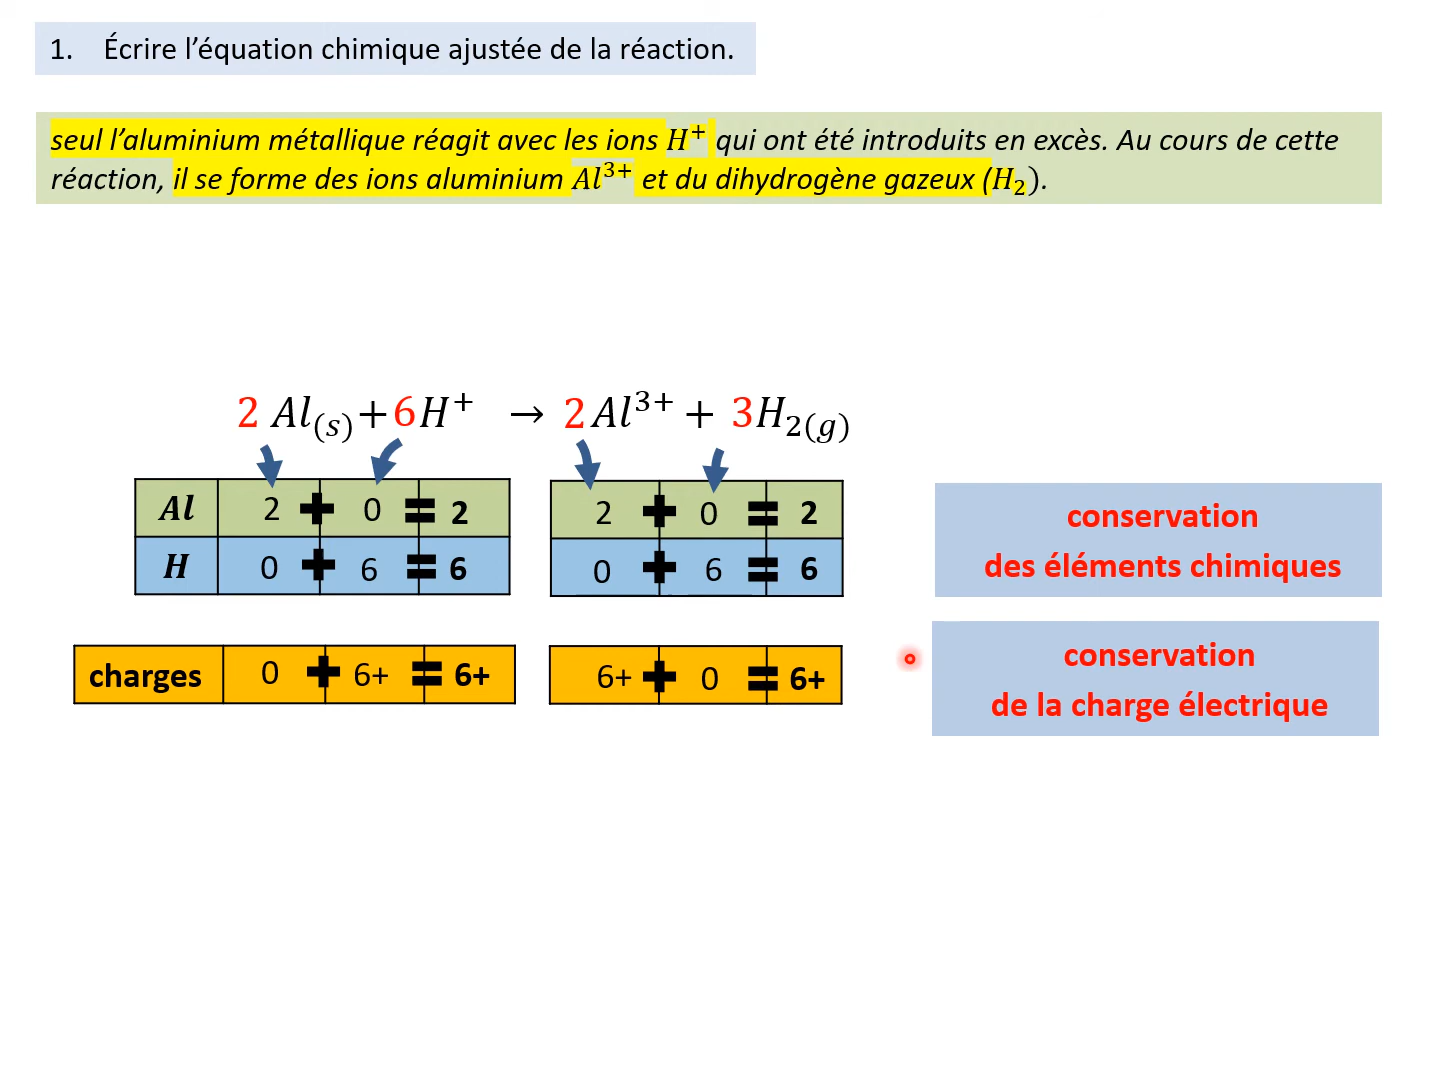 1. Écrire l’équation chimique ajustée de la réaction.
seul l’aluminium métallique réagit avec les ions H⁺ qui ont été introduits en excès. Au cours de cette
réaction, il se forme des ions aluminium Al³⁺ et du dihydrogène gazeux (H₂).
2 Al₍s₎ + 6H⁺ → 2 Al³⁺ + 3H₂₍g₎
Al 2 + 0 = 2 2 + 0 = 2
H 0 + 6 = 6 0 + 6 = 6
conservation
des éléments chimiques
charges 0 + 6+ = 6+ 6+ + 0 = 6+
conservation
de la charge électrique